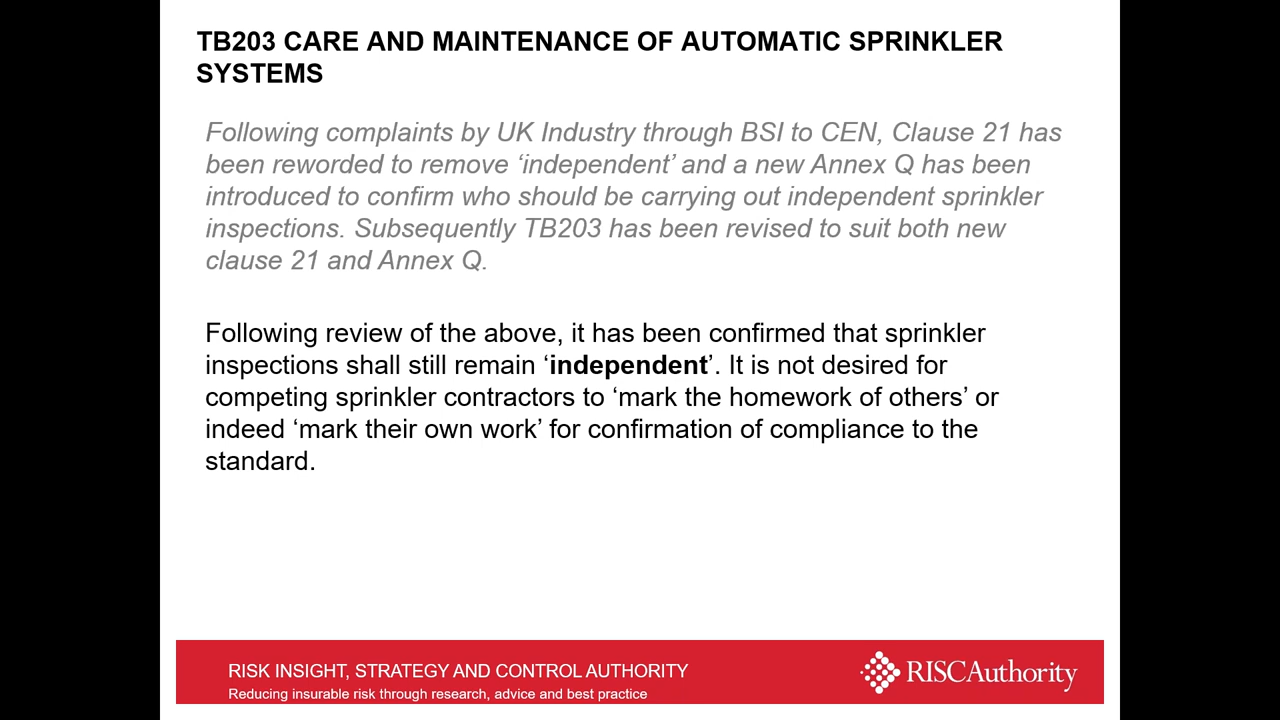 TB203 CARE AND MAINTENANCE OF AUTOMATIC SPRINKLER
SYSTEMS
Following complaints by UK Industry through BSI to CEN, Clause 21 has
been reworded to remove ‘independent’ and a new Annex Q has been
introduced to confirm who should be carrying out independent sprinkler
inspections. Subsequently TB203 has been revised to suit both new
clause 21 and Annex Q.
Following review of the above, it has been confirmed that sprinkler
inspections shall still remain ‘independent’. It is not desired for
competing sprinkler contractors to ‘mark the homework of others’ or
indeed ‘mark their own work’ for confirmation of compliance to the
standard.
RISK INSIGHT, STRATEGY AND CONTROL AUTHORITY
Reducing insurable risk through research, advice and best practice
RISCAuthority